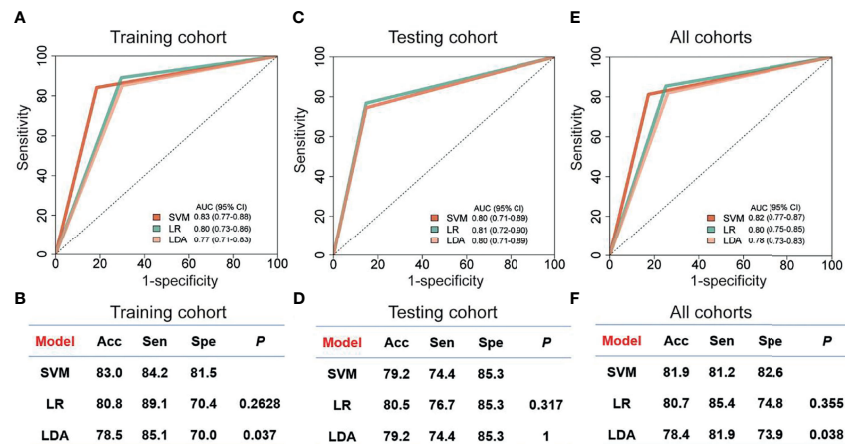 A
Training cohort
Sensitivity
100
80
60
40
20
0
AUC (95% CI)
SVM 0.83 (0.77-0.88)
LR 0.80 (0.73-0.86)
LDA 0.77 (0.71-0.83)
0 20 40 60 80 100
1-specificity
C
Testing cohort
Sensitivity
100
80
60
40
20
0
AUC (95% CI)
SVM 0.80 (0.71-0.89)
LR 0.81 (0.72-0.90)
LDA 0.80 (0.71-0.89)
0 20 40 60 80 100
1-specificity
E
All cohorts
Sensitivity
100
80
60
40
20
0
AUC (95% CI)
SVM 0.82 (0.77-0.87)
LR 0.80 (0.75-0.85)
LDA 0.78 (0.73-0.83)
0 20 40 60 80 100
1-specificity
B
Training cohort
Model Acc Sen Spe P
SVM 83.0 84.2 81.5
LR 80.8 89.1 70.4 0.2628
LDA 78.5 85.1 70.0 0.037
D
Testing cohort
Model Acc Sen Spe P
SVM 79.2 74.4 85.3
LR 80.5 76.7 85.3 0.317
LDA 79.2 74.4 85.3 1
F
All cohorts
Model Acc Sen Spe P
SVM 81.9 81.2 82.6
LR 80.7 85.4 74.8 0.355
LDA 78.4 81.9 73.9 0.038